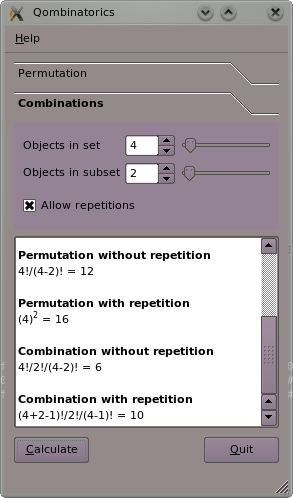 Qombinatorics
Help
Permutation
Combinations
Objects in set 4
Objects in subset 2
Allow repetitions
Permutation without repetition
4!/(4-2)! = 12
Permutation with repetition
(4)² = 16
Combination without repetition
4!/2!/(4-2)! = 6
Combination with repetition
(4+2-1)!/2!/(4-1)! = 10
Calculate Quit